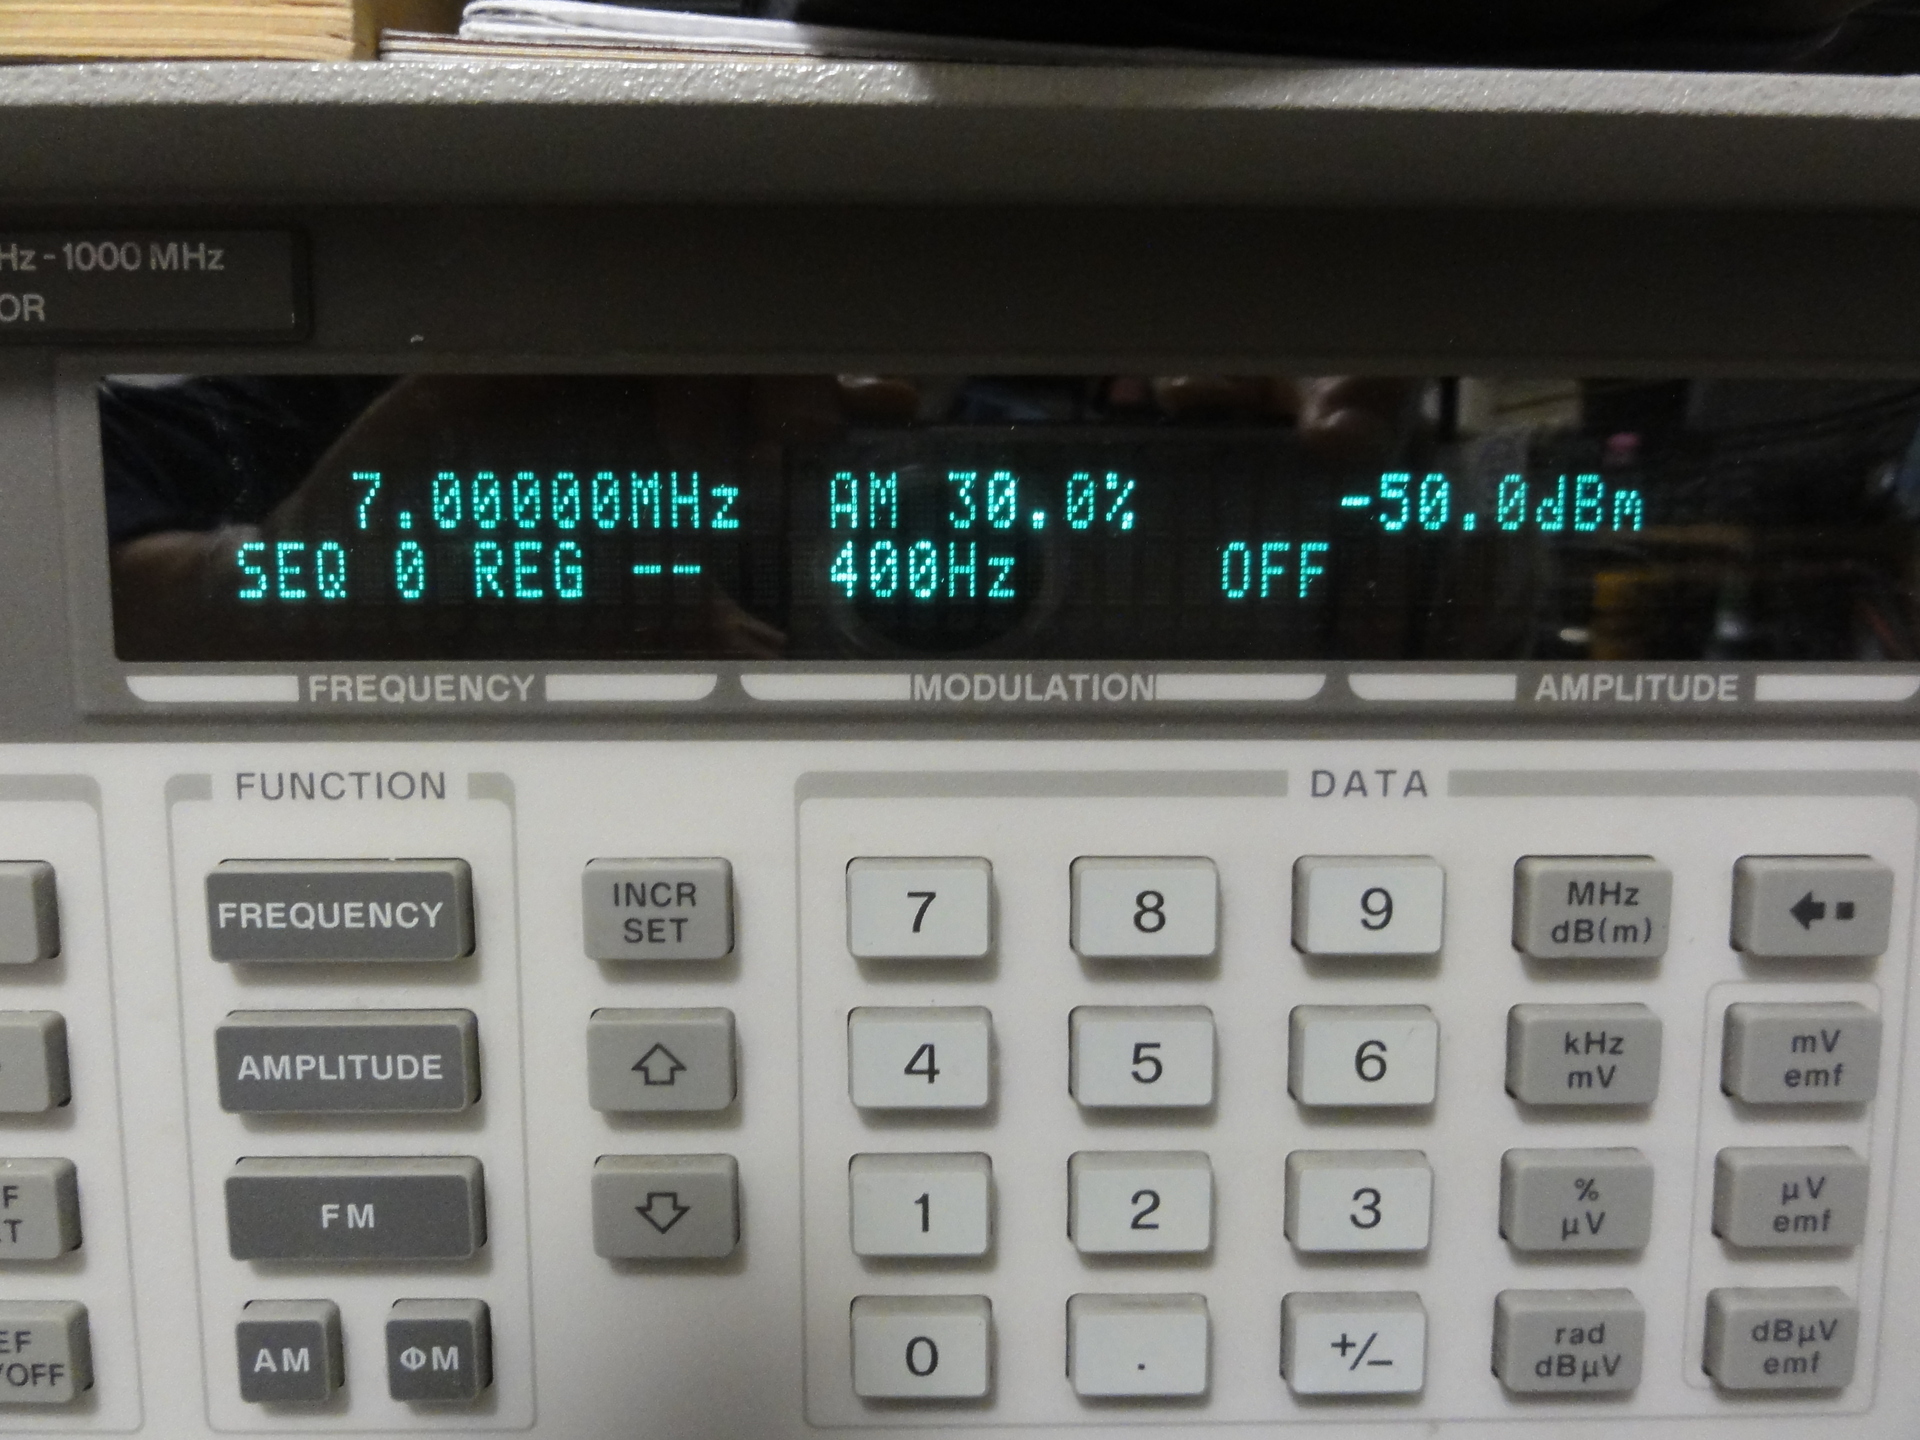 Hz - 1000 MHz
OR
7.00000MHz AM 30.0% -50.0dBm
SEQ 0 REG -- 400Hz OFF
FREQUENCY MODULATION AMPLITUDE
FUNCTION DATA
FREQUENCY
INCR
SET
7
8
9
MHz
dB(m)
AMPLITUDE
4
5
6
kHz
mV
mV
emf
F
T
FM
1
2
3
%
µV
µV
emf
EF
/OFF
AM
ΦM
0
.
+/−
rad
dBµV
dBµV
emf